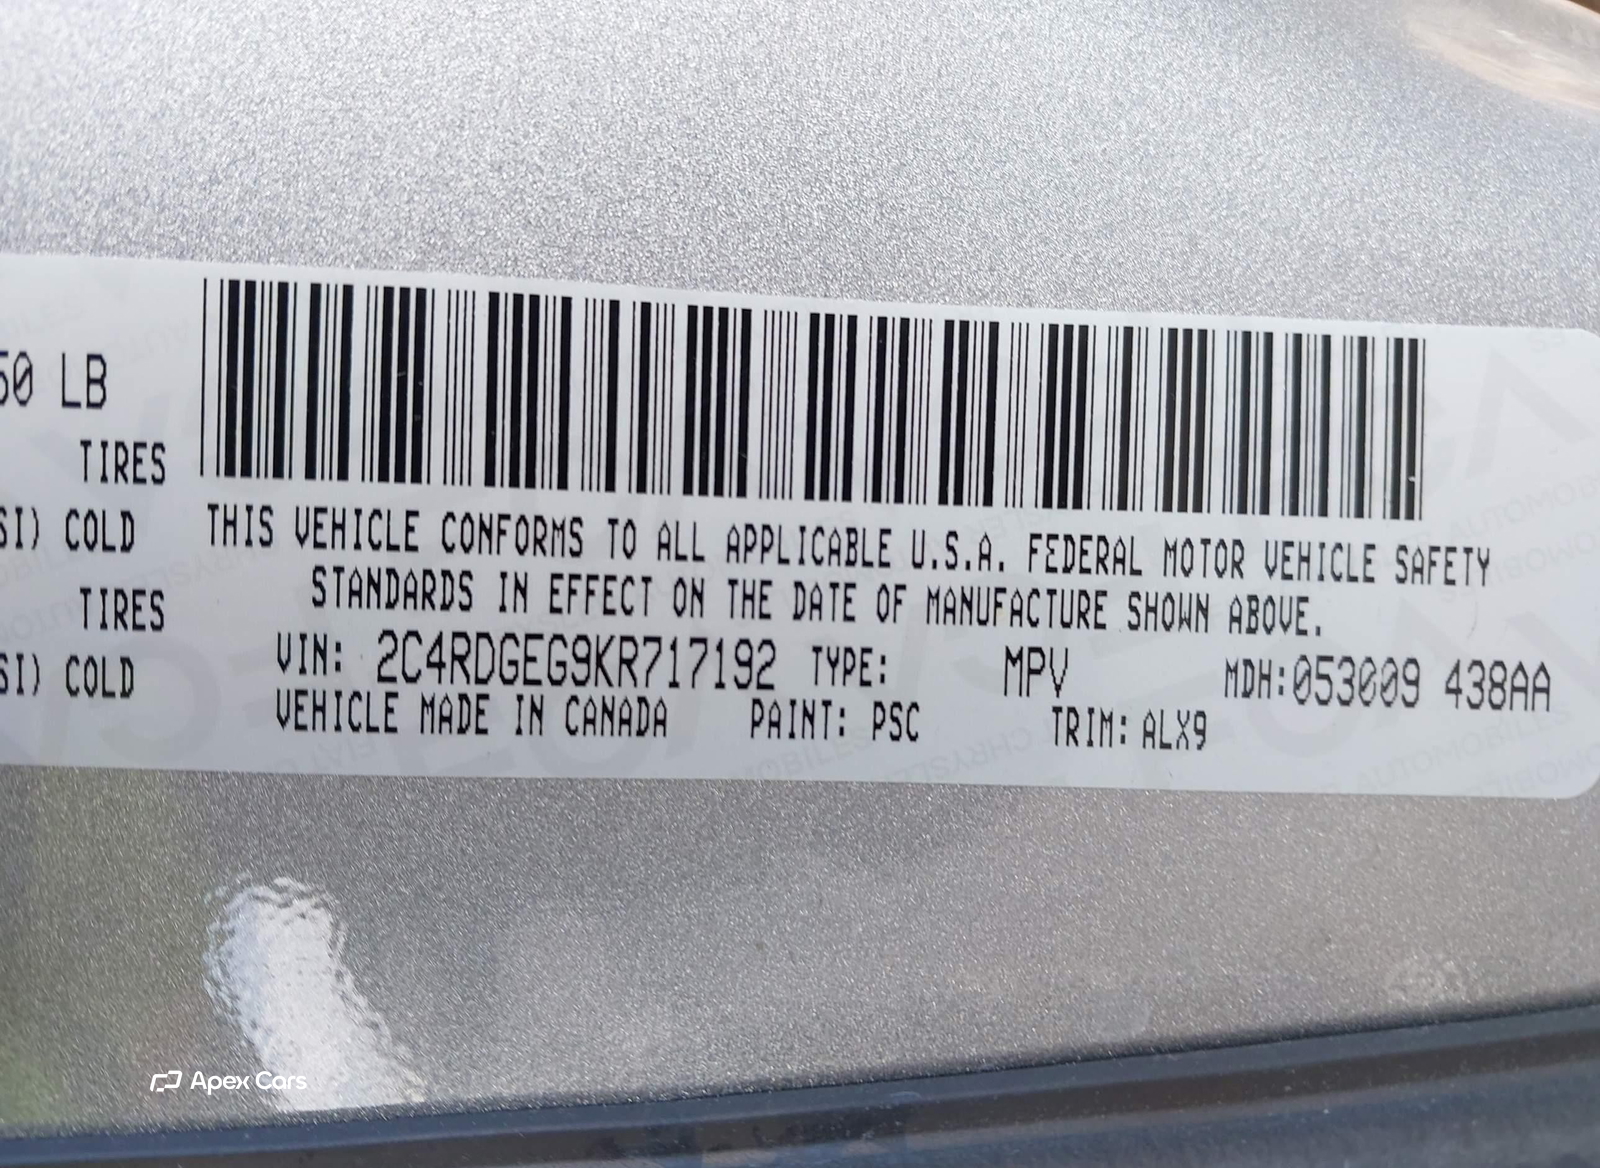 50 LB
TIRES
SI) COLD
TIRES
SI) COLD
THIS VEHICLE CONFORMS TO ALL APPLICABLE U.S.A. FEDERAL MOTOR VEHICLE SAFETY
STANDARDS IN EFFECT ON THE DATE OF MANUFACTURE SHOWN ABOVE.
VIN: 2C4RDGEG9KR717192 TYPE: MPV MDH:053009 438AA
VEHICLE MADE IN CANADA PAINT: PSC TRIM: ALX9
Apex Cars